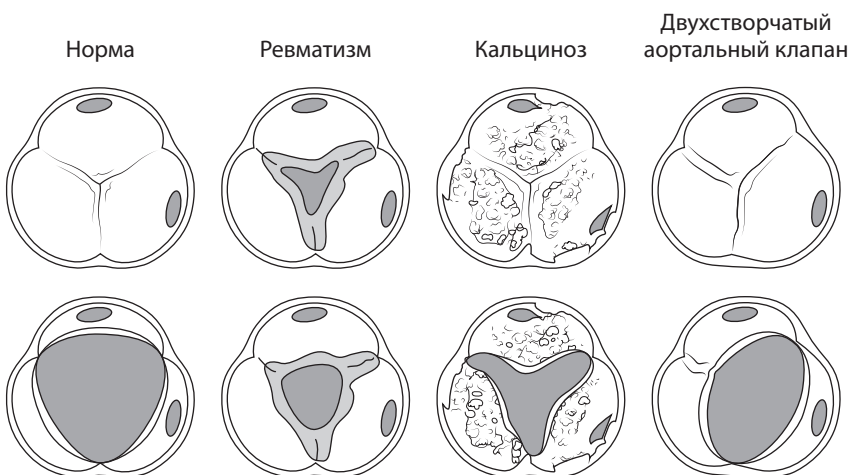 Норма
Ревматизм
Кальциноз
Двухстворчатый
аортальный клапан